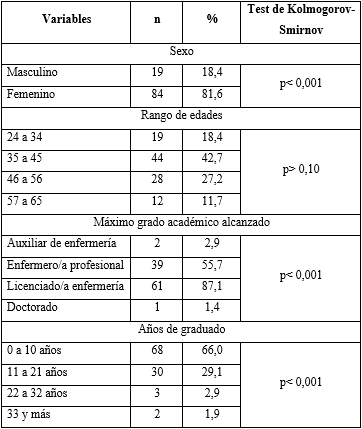 Variables n % Test de Kolmogorov-
Smirnov
Sexo
Masculino 19 18,4 p< 0,001
Femenino 84 81,6
Rango de edades
24 a 34 19 18,4 p> 0,10
35 a 45 44 42,7
46 a 56 28 27,2
57 a 65 12 11,7
Máximo grado académico alcanzado
Auxiliar de enfermería 2 2,9 p< 0,001
Enfermero/a profesional 39 55,7
Licenciado/a enfermería 61 87,1
Doctorado 1 1,4
Años de graduado
0 a 10 años 68 66,0 p< 0,001
11 a 21 años 30 29,1
22 a 32 años 3 2,9
33 y más 2 1,9